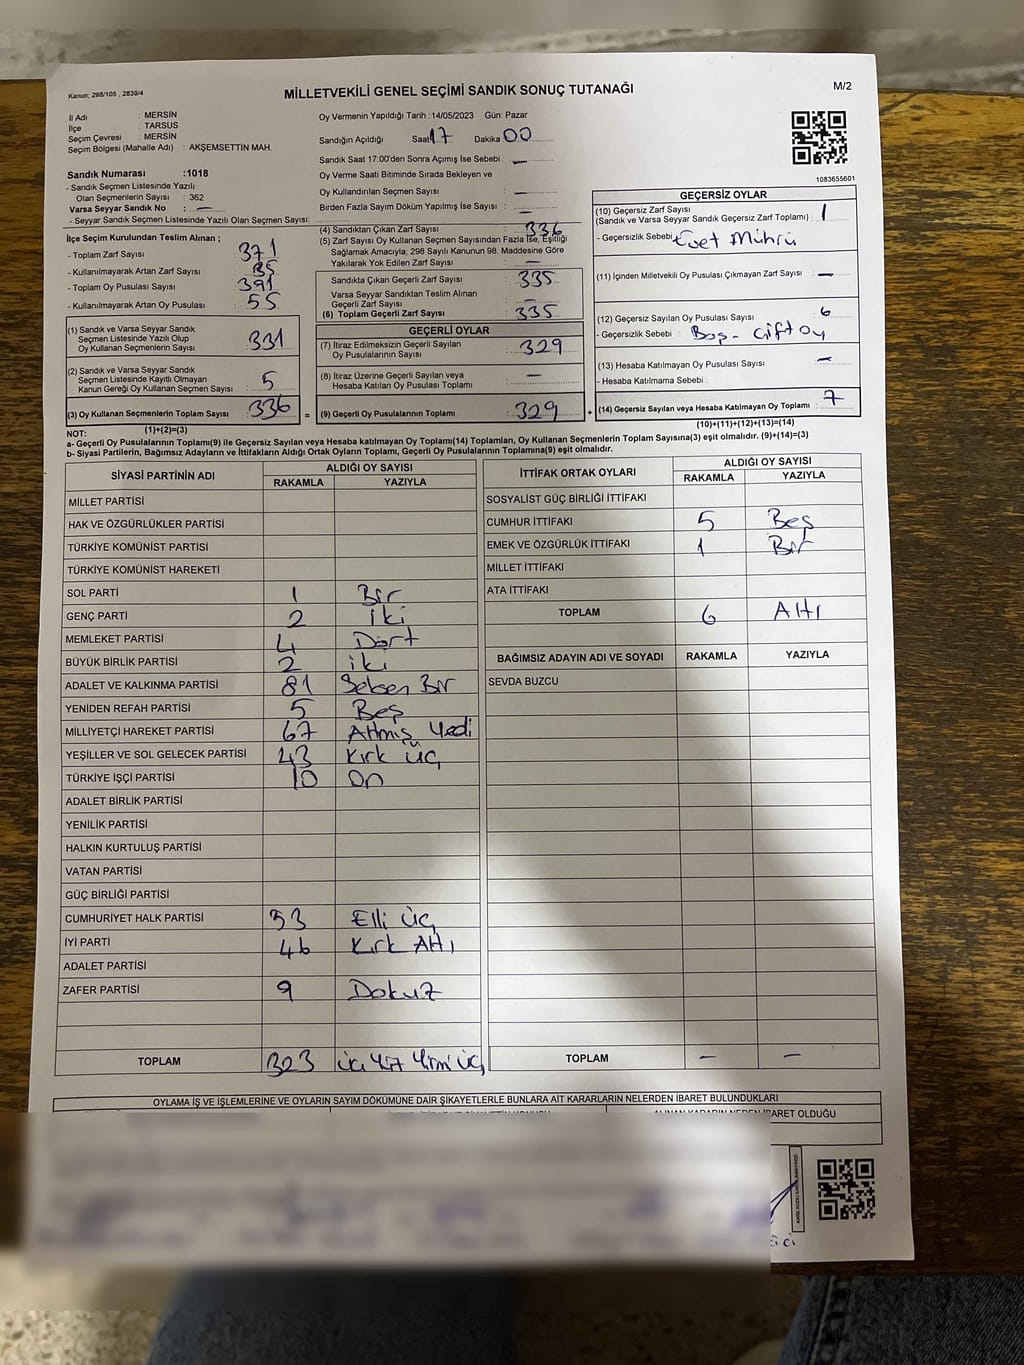 Kanun; 298/105 , 2839/4
MİLLETVEKİLİ GENEL SEÇİMİ SANDIK SONUÇ TUTANAĞI
M/2
İl Adı : MERSİN
İlçe : TARSUS
Seçim Çevresi : MERSİN
Seçim Bölgesi (Mahalle Adı) : AKŞEMSETTİN MAH.
Sandık Numarası :1018
- Sandık Seçmen Listesinde Yazılı
Olan Seçmenlerin Sayısı : 362
Varsa Seyyar Sandık No : —
- Seyyar Sandık Seçmen Listesinde Yazılı Olan Seçmen Sayısı:
Oy Vermenin Yapıldığı Tarih :14/05/2023 Gün: Pazar
Sandığın Açıldığı Saat 17 Dakika 00
Sandık Saat 17:00'den Sonra Açımış İse Sebebi : —
Oy Verme Saati Bitiminde Sırada Bekleyen ve
Oy Kullandırılan Seçmen Sayısı : —
Birden Fazla Sayım Döküm Yapılmış İse Sayısı : —
1083655601
İlçe Seçim Kurulundan Teslim Alınan ;
- Toplam Zarf Sayısı : 371
- Kullanılmayarak Artan Zarf Sayısı : 35
- Toplam Oy Pusulası Sayısı : 391
- Kullanılmayarak Artan Oy Pusulası : 55
(1) Sandık ve Varsa Seyyar Sandık
Seçmen Listesinde Yazılı Olup
Oy Kullanan Seçmenlerin Sayısı : 331
(2) Sandık ve Varsa Seyyar Sandık
Seçmen Listesinde Kayıtlı Olmayan
Kanun Gereği Oy Kullanan Seçmen Sayısı : 5
(3) Oy Kullanan Seçmenlerin Toplam Sayısı : 336
(1)+(2)=(3)
(4) Sandıktan Çıkan Zarf Sayısı : 336
(5) Zarf Sayısı Oy Kullanan Seçmen Sayısından Fazla İse, Eşitliği
Sağlamak Amacıyla, 298 Sayılı Kanunun 98. Maddesine Göre
Yakılarak Yok Edilen Zarf Sayısı : —
Sandıkta Çıkan Geçerli Zarf Sayısı : 335
Varsa Seyyar Sandıktan Teslim Alınan
Geçerli Zarf Sayısı : —
(6) Toplam Geçerli Zarf Sayısı : 335
GEÇERLİ OYLAR
(7) İtiraz Edilmeksizin Geçerli Sayılan
Oy Pusulalarının Sayısı : 329
(8) İtiraz Üzerine Geçerli Sayılan veya
Hesaba Katılan Oy Pusulası Toplamı : —
= (9) Geçerli Oy Pusulalarının Toplamı : 329
GEÇERSİZ OYLAR
(10) Geçersiz Zarf Sayısı
(Sandık ve Varsa Seyyar Sandık Geçersiz Zarf Toplamı) : 1
- Geçersizlik Sebebi : Evet Mührü
(11) İçinden Milletvekili Oy Pusulası Çıkmayan Zarf Sayısı : —
(12) Geçersiz Sayılan Oy Pusulası Sayısı : 6
- Geçersizlik Sebebi : Boş - Çift Oy
(13) Hesaba Katılmayan Oy Pusulası Sayısı : —
- Hesaba Katılmama Sebebi :
+ (14) Geçersiz Sayılan veya Hesaba Katılmayan Oy Toplamı : 7
(10)+(11)+(12)+(13)=(14)
NOT:
a- Geçerli Oy Pusulalarının Toplamı(9) ile Geçersiz Sayılan veya Hesaba katılmayan Oy Toplamı(14) Toplamları, Oy Kullanan Seçmenlerin Toplam Sayısına(3) eşit olmalıdır. (9)+(14)=(3)
b- Siyasi Partilerin, Bağımsız Adayların ve İttifakların Aldığı Ortak Oyların Toplamı, Geçerli Oy Pusulalarının Toplamına(9) eşit olmalıdır.
SİYASİ PARTİNİN ADI ALDIĞI OY SAYISI
RAKAMLA YAZIYLA
MİLLET PARTİSİ
HAK VE ÖZGÜRLÜKLER PARTİSİ
TÜRKİYE KOMÜNİST PARTİSİ
TÜRKİYE KOMÜNİST HAREKETİ
SOL PARTİ 1 Bir
GENÇ PARTİ 2 iki
MEMLEKET PARTİSİ 4 Dört
BÜYÜK BİRLİK PARTİSİ 2 iki
ADALET VE KALKINMA PARTİSİ 81 Seksen Bir
YENİDEN REFAH PARTİSİ 5 Beş
MİLLİYETÇİ HAREKET PARTİSİ 67 Altmış Yedi
YEŞİLLER VE SOL GELECEK PARTİSİ 43 Kırk üç
TÜRKİYE İŞÇİ PARTİSİ 10 On
ADALET BİRLİK PARTİSİ
YENİLİK PARTİSİ
HALKIN KURTULUŞ PARTİSİ
VATAN PARTİSİ
GÜÇ BİRLİĞİ PARTİSİ
CUMHURİYET HALK PARTİSİ 53 Elli üç
İYİ PARTİ 46 Kırk Altı
ADALET PARTİSİ
ZAFER PARTİSİ 9 Dokuz
TOPLAM 323 üç yüz yirmi üç
İTTİFAK ORTAK OYLARI ALDIĞI OY SAYISI
RAKAMLA YAZIYLA
SOSYALİST GÜÇ BİRLİĞİ İTTİFAKI
CUMHUR İTTİFAKI 5 Beş
EMEK VE ÖZGÜRLÜK İTTİFAKI 1 Bir
MİLLET İTTİFAKI
ATA İTTİFAKI
TOPLAM 6 Altı
BAĞIMSIZ ADAYIN ADI VE SOYADI RAKAMLA YAZIYLA
SEVDA BUZCU
TOPLAM — —
OYLAMA İŞ VE İŞLEMLERİNE VE OYLARIN SAYIM DÖKÜMÜNE DAİR ŞİKAYETLERLE BUNLARA AİT KARARLARIN NELERDEN İBARET BULUNDUKLARI
ALINAN KARARIN NEDEN İBARET OLDUĞU